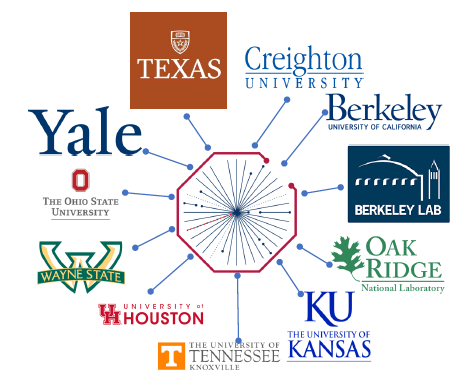 TEXAS
Creighton
UNIVERSITY
Berkeley
UNIVERSITY OF CALIFORNIA
Yale
BERKELEY LAB
THE OHIO STATE
UNIVERSITY
OAK
RIDGE
National Laboratory
WAYNE STATE
UNIVERSITY of
HOUSTON
KU
THE UNIVERSITY OF
KANSAS
T
THE UNIVERSITY OF
TENNESSEE
KNOXVILLE